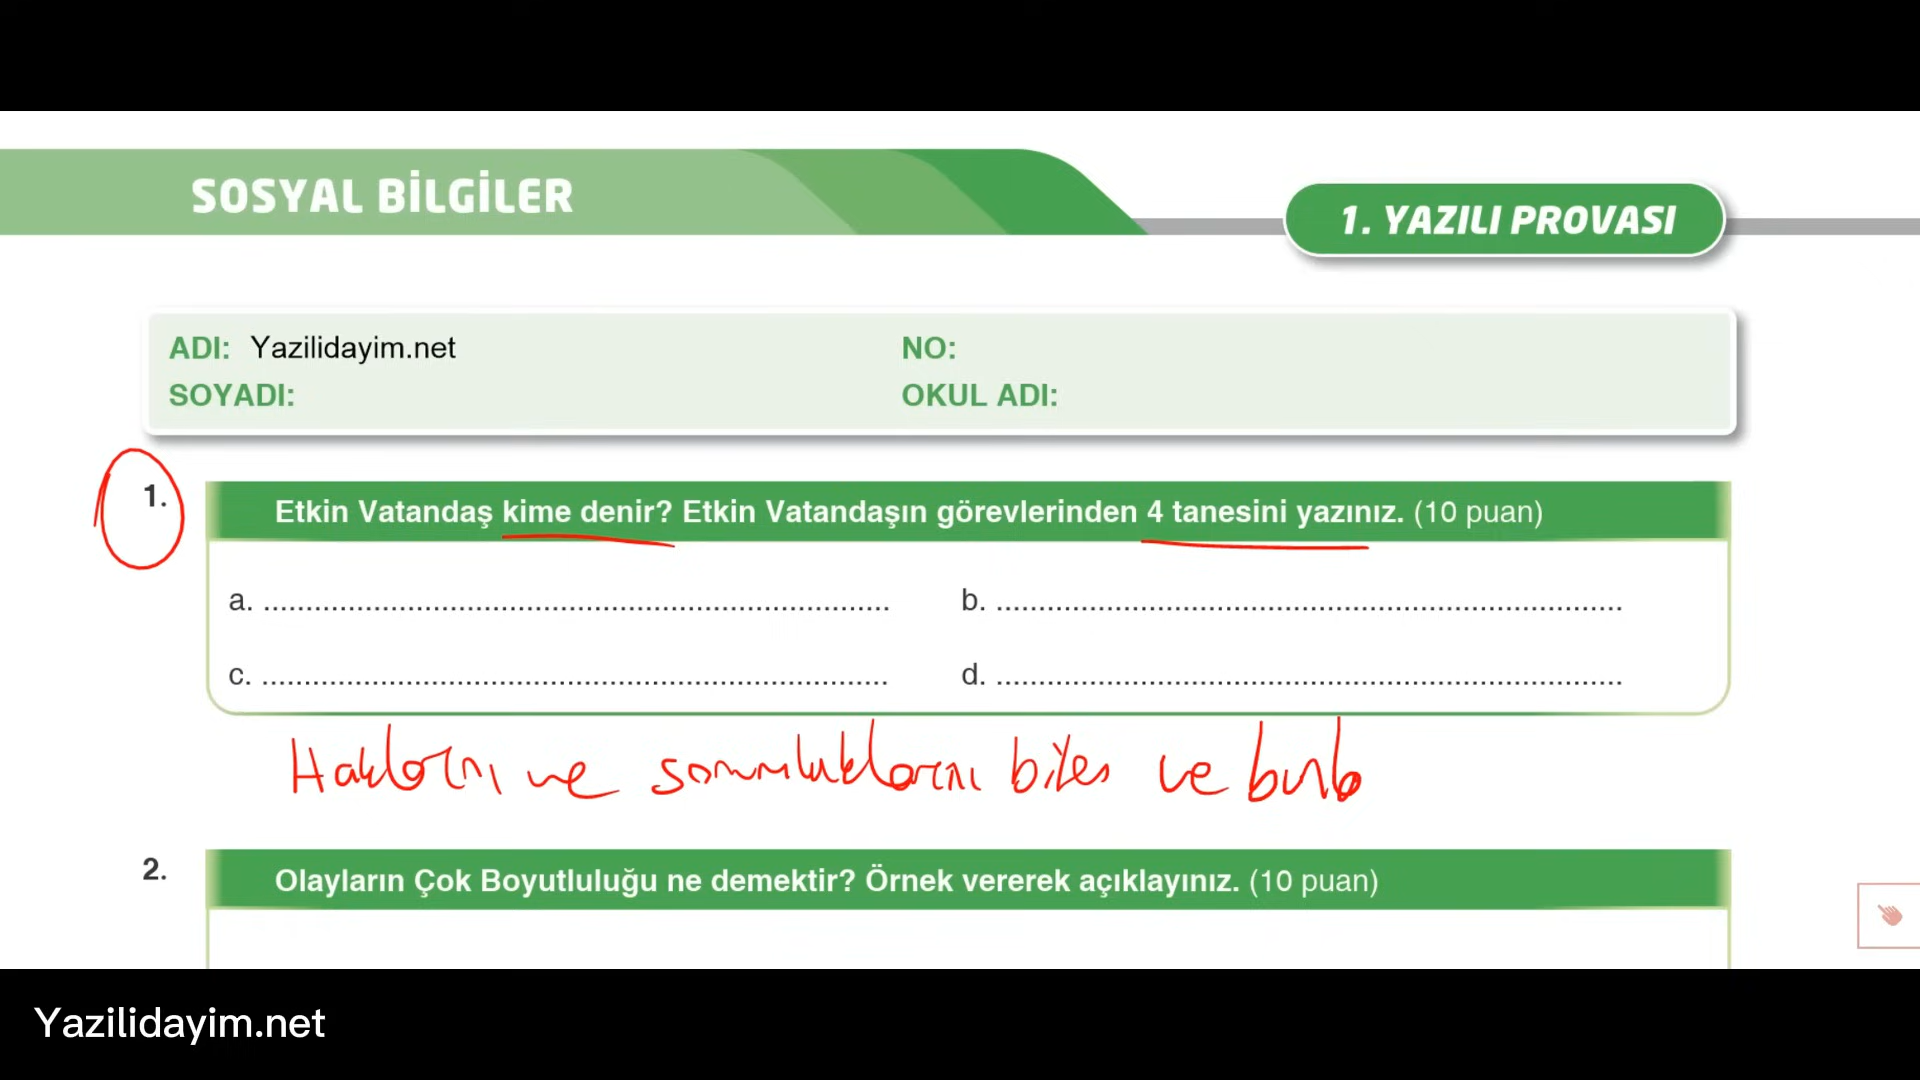 SOSYAL BİLGİLER
1. YAZILI PROVASI
ADI: Yazilidayim.net
NO:
SOYADI:
OKUL ADI:
1. Etkin Vatandaş kime denir? Etkin Vatandaşın görevlerinden 4 tanesini yazınız. (10 puan)
a. ..........................................................................
b. ..........................................................................
c. ..........................................................................
d. ..........................................................................
Haklarını ve sorumluluklarını bilen ve bunla
2. Olayların Çok Boyutluluğu ne demektir? Örnek vererek açıklayınız. (10 puan)
Yazilidayim.net